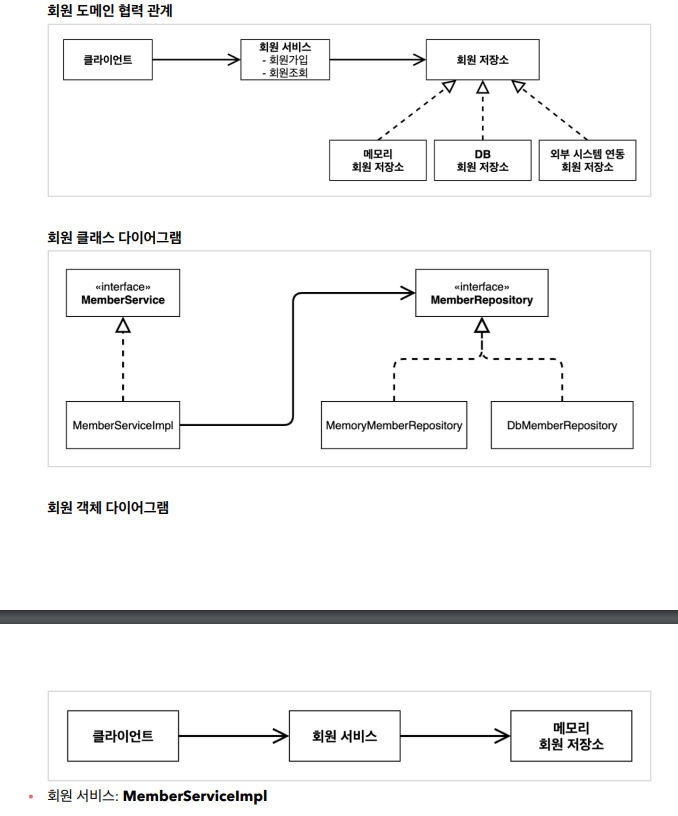 회원 도메인 협력 관계
클라이언트
회원 서비스
- 회원가입
- 회원조회
회원 저장소
메모리
회원 저장소
DB
회원 저장소
외부 시스템 연동
회원 저장소
회원 클래스 다이어그램
«interface»
MemberService
«interface»
MemberRepository
MemberServiceImpl
MemoryMemberRepository
DbMemberRepository
회원 객체 다이어그램
클라이언트
회원 서비스
메모리
회원 저장소
• 회원 서비스: MemberServiceImpl